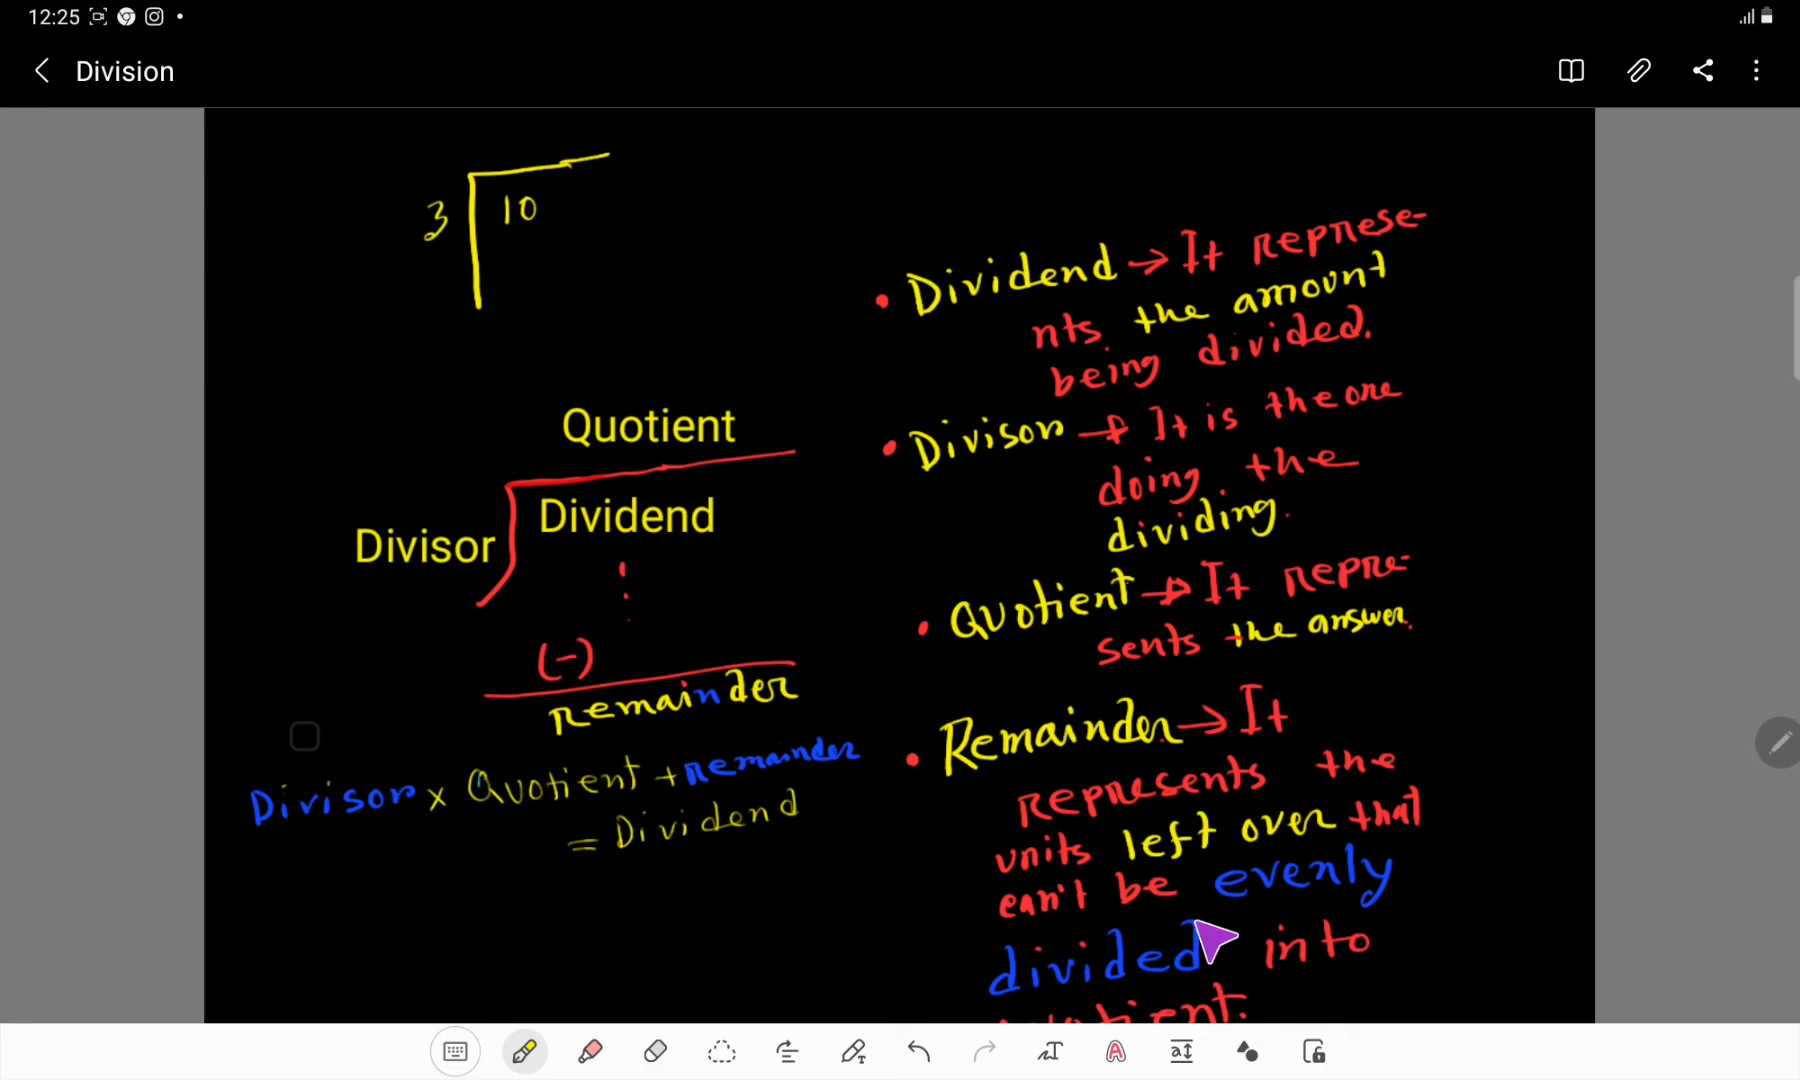 12:25
Division
3 10
Quotient
Divisor Dividend
(-)
Remainder
Divisor x Quotient + Remainder
= Dividend
• Dividend → It represe-
nts the amount
being divided.
• Divisor → It is the one
doing the
dividing.
• Quotient → It repre-
sents the answer.
• Remainder → It
represents the
units left over that
can't be evenly
divided into
quotient.